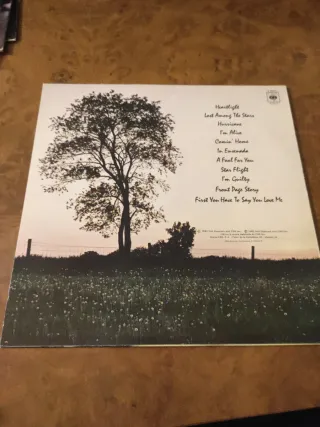 Heartlight
Lost Among The Stars
Hurricane
I'm Alive
Comin' Home
In Ensenada
A Fool For You
Star Flight
I'm Guilty
Front Page Story
First You Have To Say You Love Me